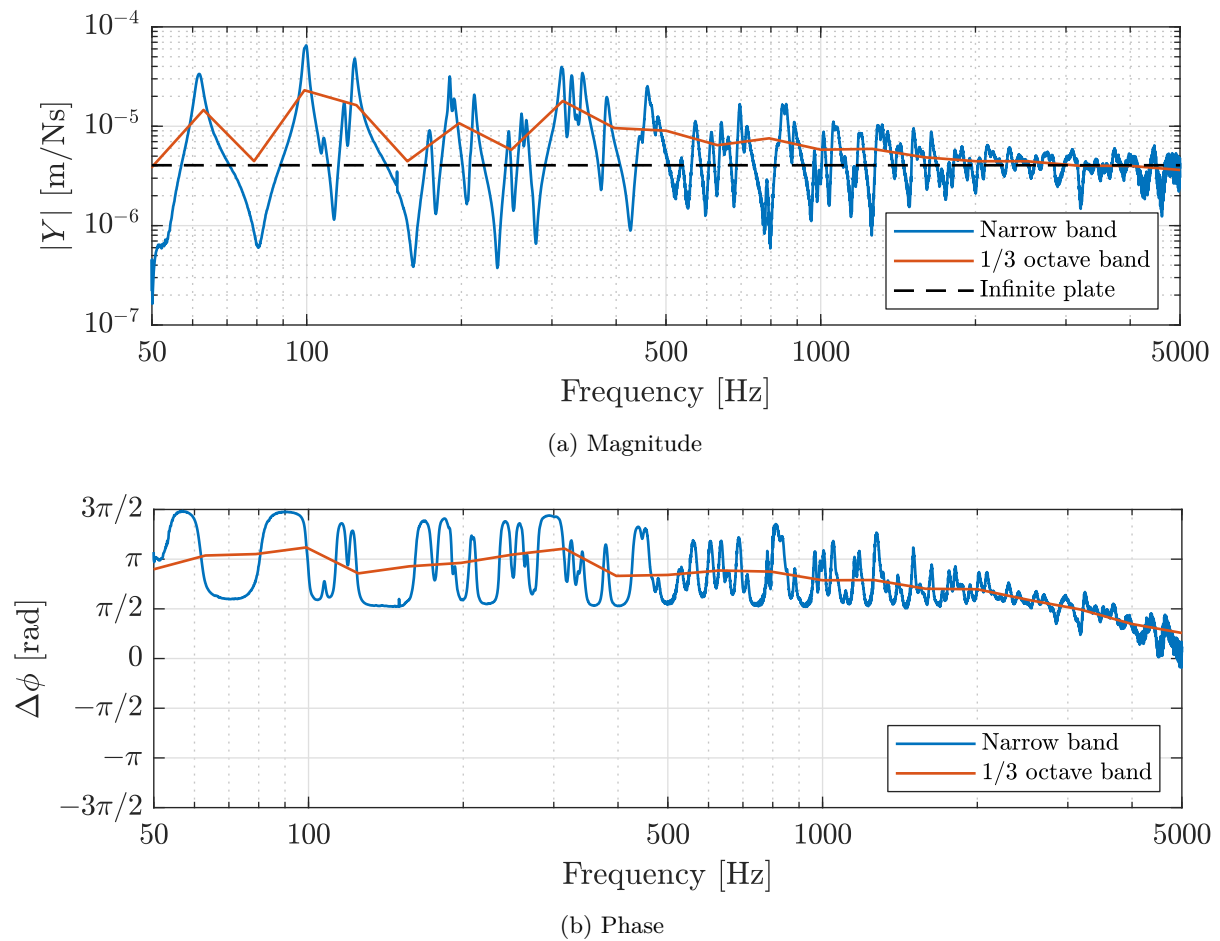 10⁻⁴
10⁻⁵
10⁻⁶
10⁻⁷
|Y| [m/Ns]
Narrow band
1/3 octave band
Infinite plate
50 100 500 1000 5000
Frequency [Hz]
(a) Magnitude
3π/2
π
π/2
0
−π/2
−π
−3π/2
Δϕ [rad]
Narrow band
1/3 octave band
50 100 500 1000 5000
Frequency [Hz]
(b) Phase